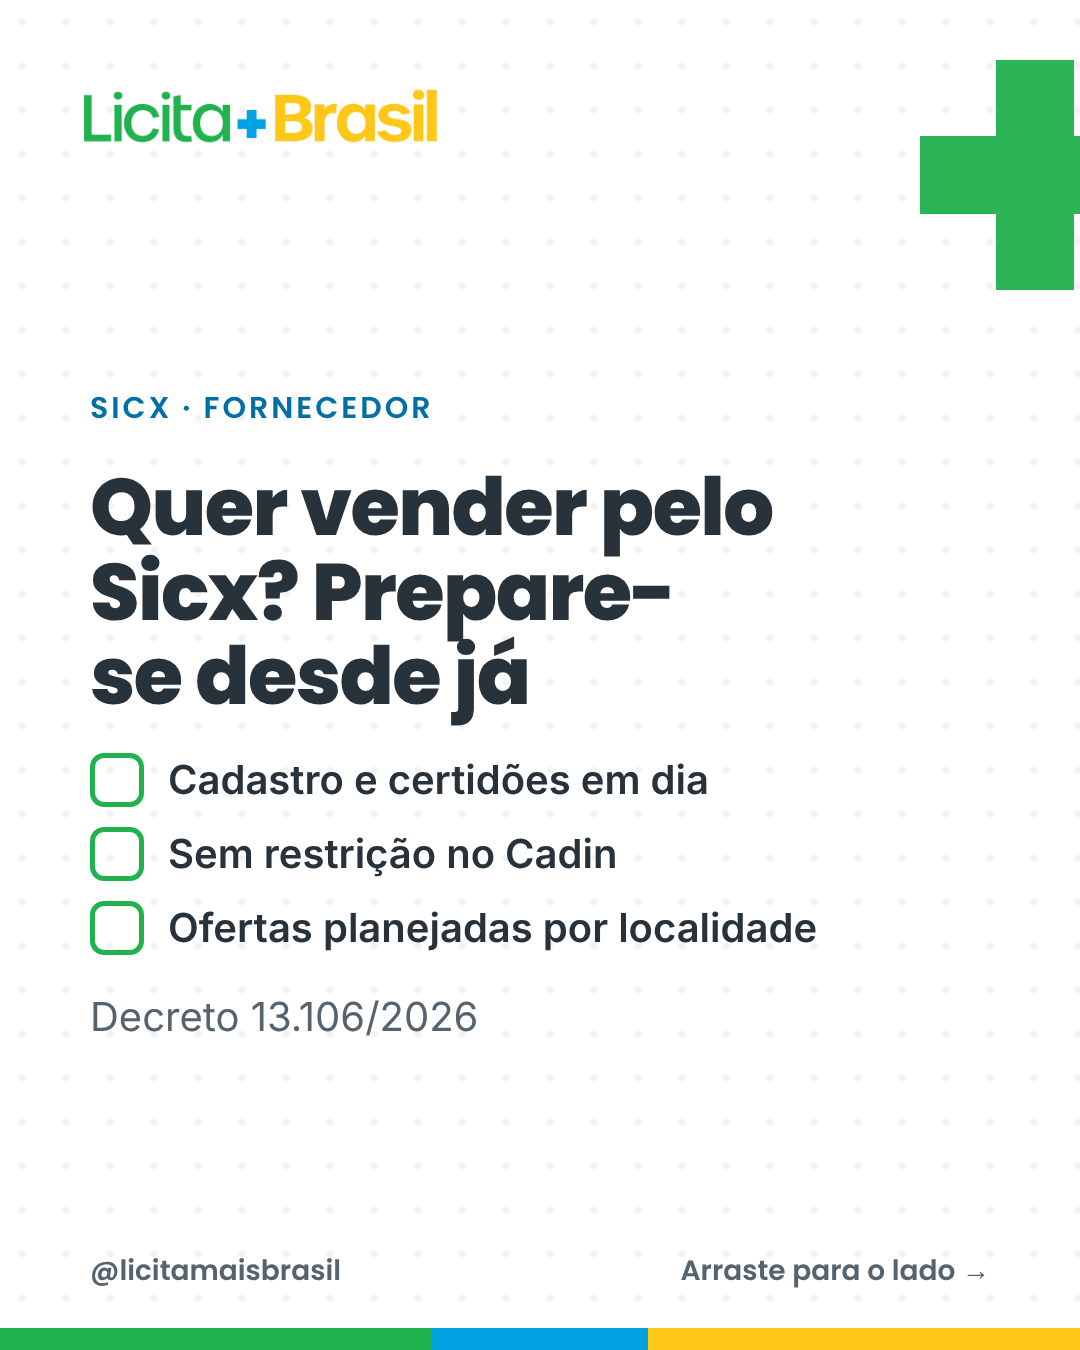 Licita+Brasil
SICX · FORNECEDOR
Quer vender pelo
Sicx? Prepare-
se desde já
Cadastro e certidões em dia
Sem restrição no Cadin
Ofertas planejadas por localidade
Decreto 13.106/2026
@licitamaisbrasil
Arraste para o lado →